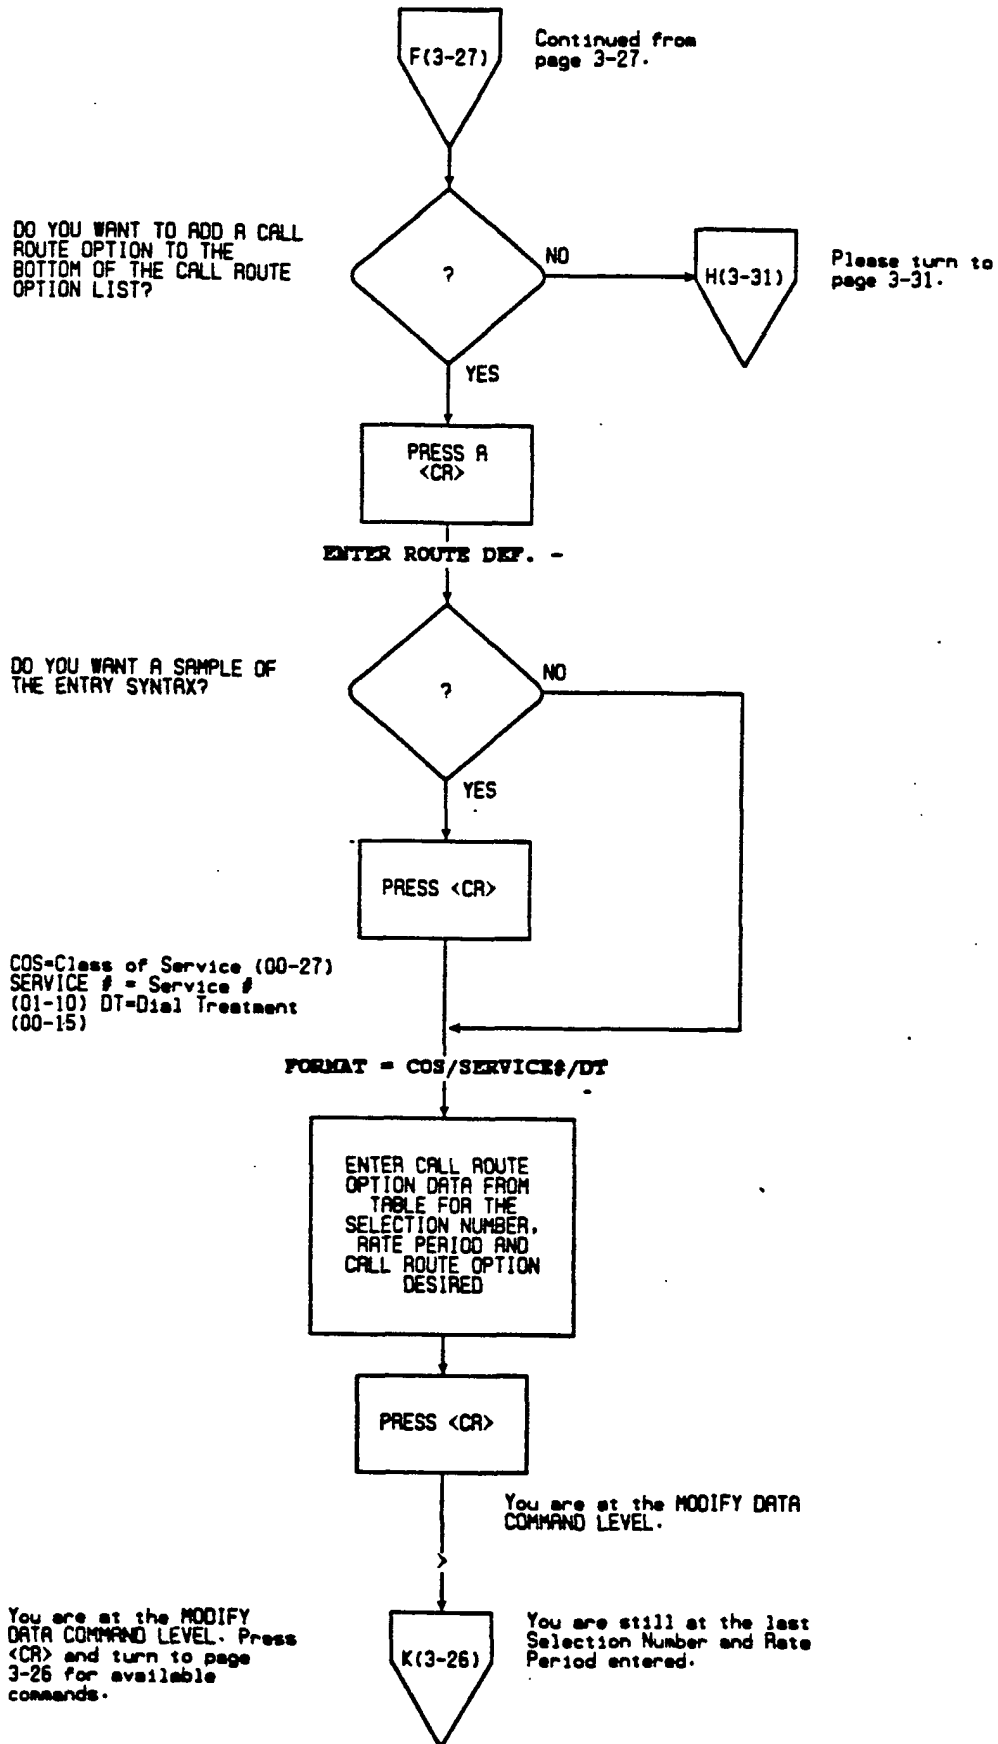 F(3-27)
Continued from
page 3-27.
DO YOU WANT TO ADD A CALL
ROUTE OPTION TO THE
BOTTOM OF THE CALL ROUTE
OPTION LIST?
?
NO
H(3-31)
Please turn to
page 3-31.
YES
PRESS A
<CR>
ENTER ROUTE DEF. -
DO YOU WANT A SAMPLE OF
THE ENTRY SYNTAX?
?
NO
YES
PRESS <CR>
COS=Class of Service (00-27)
SERVICE # = Service #
(01-10) DT=Dial Treatment
(00-15)
FORMAT = COS/SERVICE#/DT
ENTER CALL ROUTE
OPTION DATA FROM
TABLE FOR THE
SELECTION NUMBER,
RATE PERIOD AND
CALL ROUTE OPTION
DESIRED
PRESS <CR>
You are at the MODIFY DATA
COMMAND LEVEL.
>
You are at the MODIFY
DATA COMMAND LEVEL. Press
<CR> and turn to page
3-26 for available
commands.
K(3-26)
You are still at the last
Selection Number and Rate
Period entered.